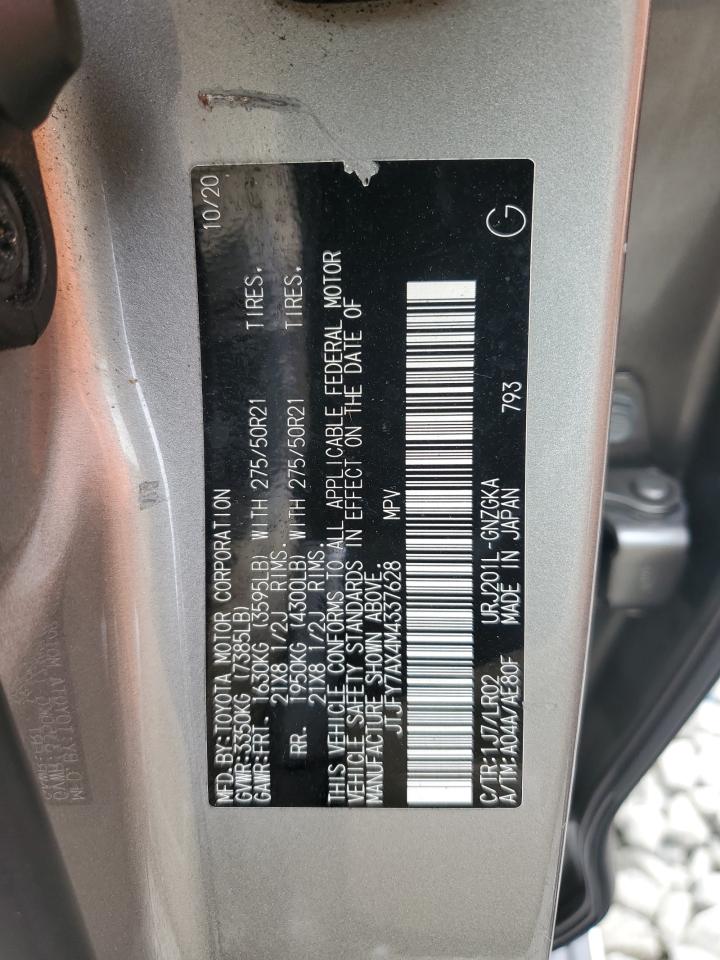 MFD.BY:TOYOTA MOTOR CORPORATION 10/20
GVWR:3350KG (7385LB)
GAWR:FRT. 1630KG (3595LB) WITH 275/50R21 TIRES.
21X8 1/2J RIMS.
RR. 1950KG (4300LB) WITH 275/50R21 TIRES.
21X8 1/2J RIMS.
THIS VEHICLE CONFORMS TO ALL APPLICABLE FEDERAL MOTOR
VEHICLE SAFETY STANDARDS IN EFFECT ON THE DATE OF
MANUFACTURE SHOWN ABOVE.
JTJFY7AX4M4337628 MPV
C/TR:1J7/LR02 URJ201L-GNZGKA
A/TM:A04A/AE80F MADE IN JAPAN 793 G